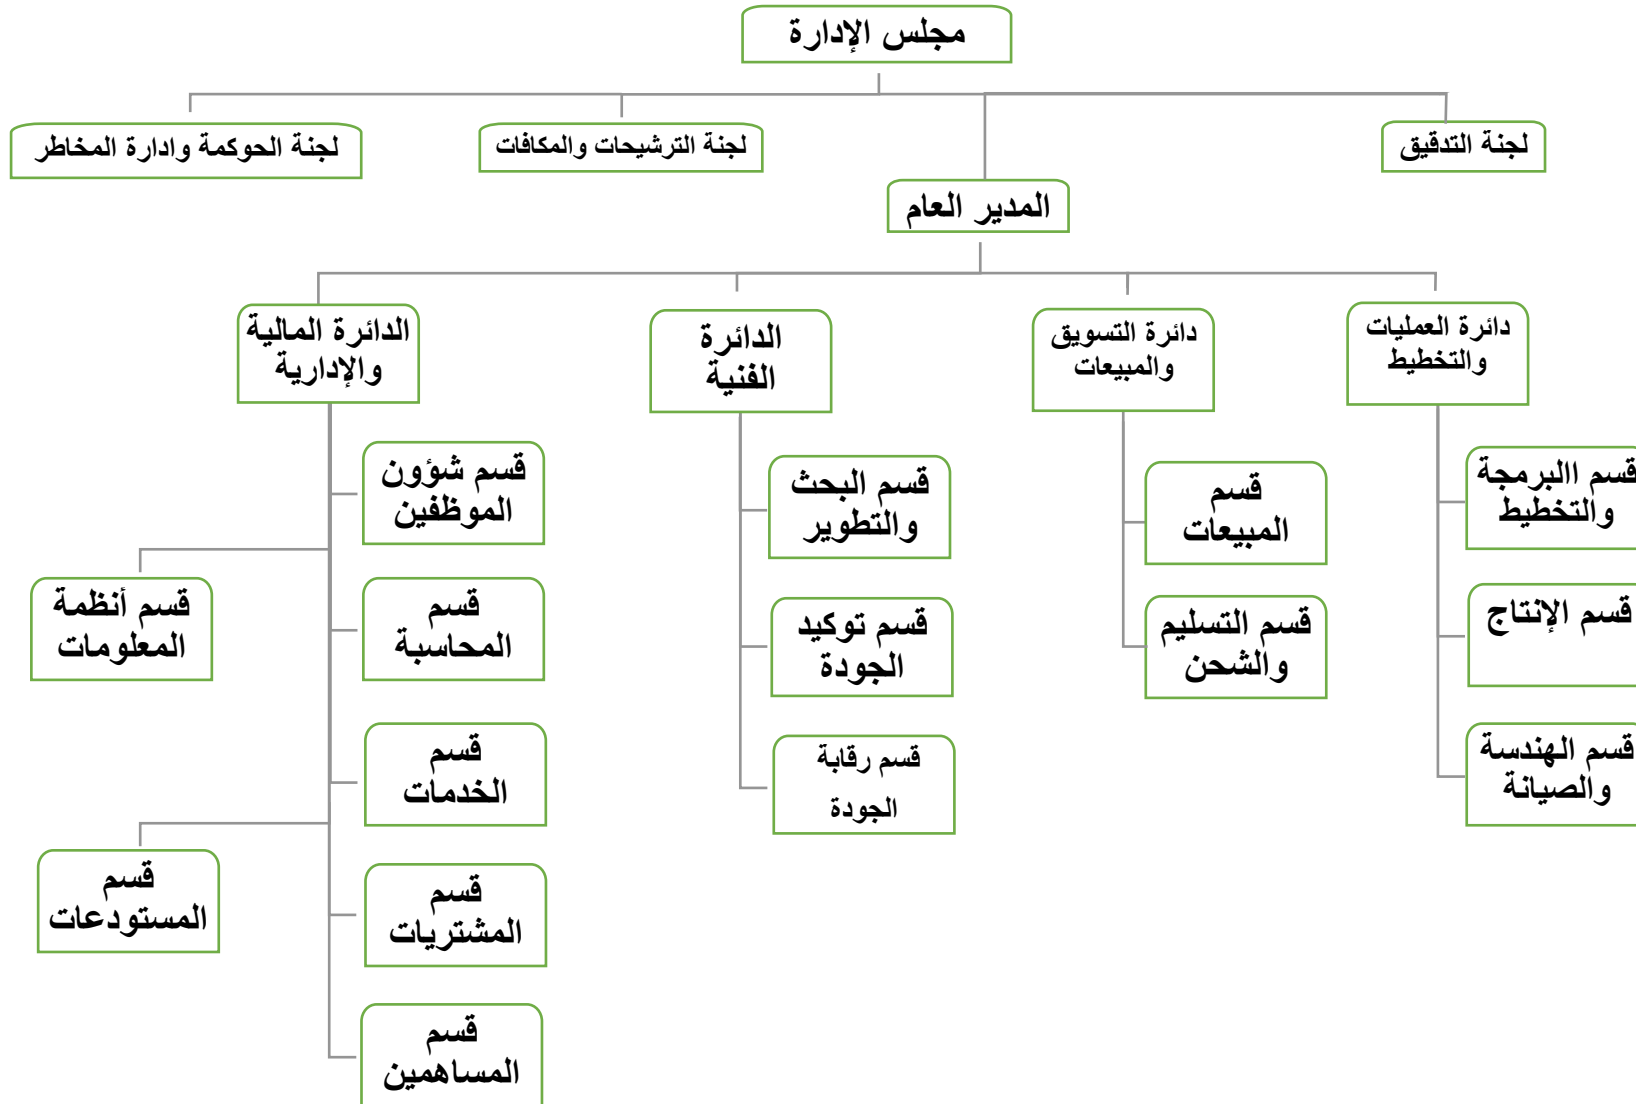 مجلس الإدارة
لجنة التدقيق
لجنة الترشيحات والمكافات
لجنة الحوكمة وادارة المخاطر
المدير العام
دائرة العمليات
والتخطيط
دائرة التسويق
والمبيعات
الدائرة
الفنية
الدائرة المالية
والإدارية
قسم االبرمجة
والتخطيط
قسم الإنتاج
قسم الهندسة
والصيانة
قسم
المبيعات
قسم التسليم
والشحن
قسم البحث
والتطوير
قسم توكيد
الجودة
قسم رقابة
الجودة
قسم شؤون
الموظفين
قسم
المحاسبة
قسم
الخدمات
قسم
المشتريات
قسم
المساهمين
قسم أنظمة
المعلومات
قسم
المستودعات